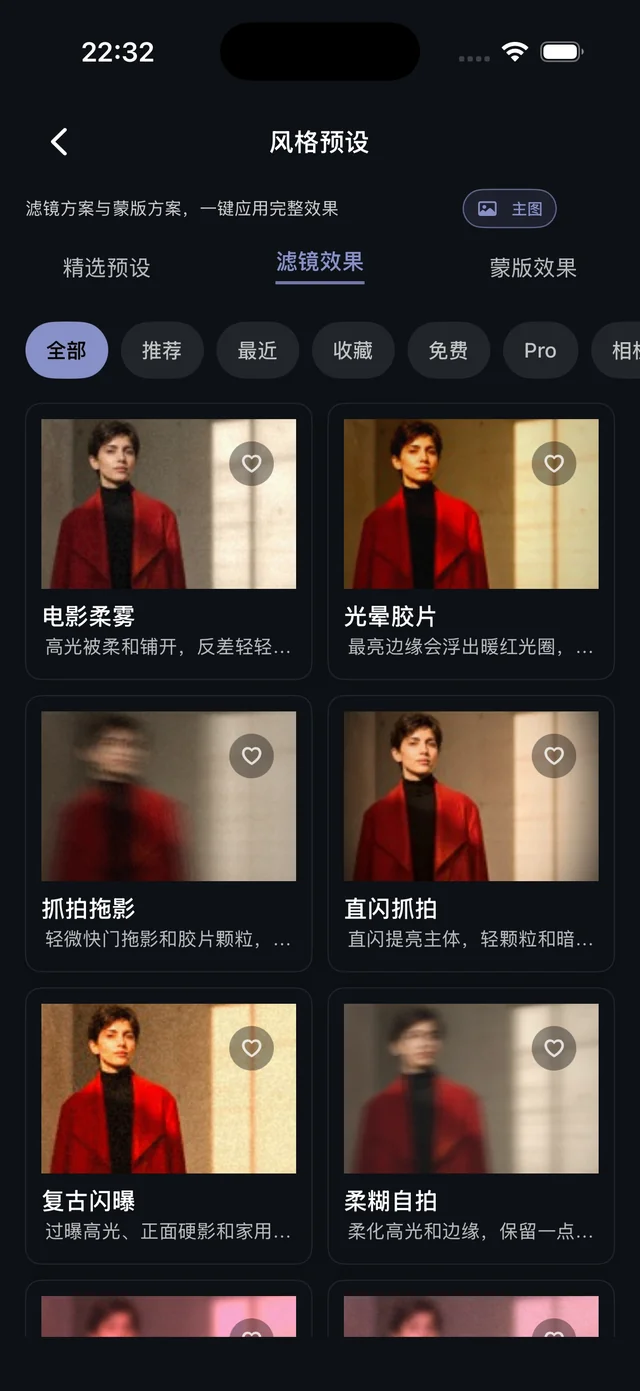 22:32
风格预设
滤镜方案与蒙版方案，一键应用完整效果
主图
精选预设
滤镜效果
蒙版效果
全部
推荐
最近
收藏
免费
Pro
相
电影柔雾
高光被柔和铺开，反差轻轻...
光晕胶片
最亮边缘会浮出暖红光圈，...
抓拍拖影
轻微快门拖影和胶片颗粒，...
直闪抓拍
直闪提亮主体，轻颗粒和暗...
复古闪曝
过曝高光、正面硬影和家用...
柔糊自拍
柔化高光和边缘，保留一点...